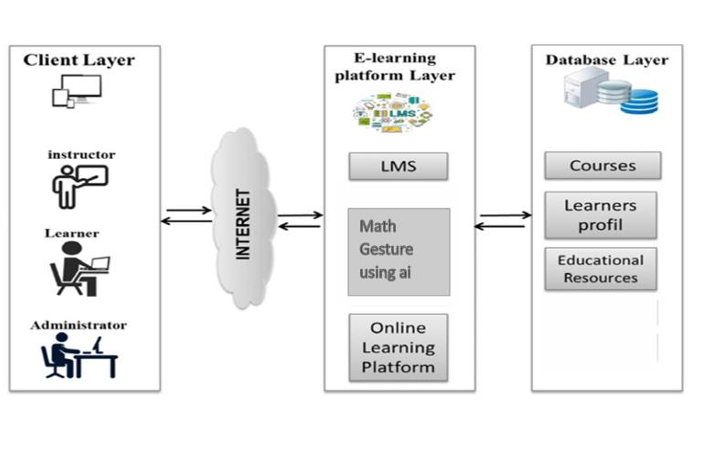 Client Layer
instructor
Learner
Administrator
INTERNET
E-learning
platform Layer
LMS
LMS
Math
Gesture
using ai
Online
Learning
Platform
Database Layer
Courses
Learners
profil
Educational
Resources